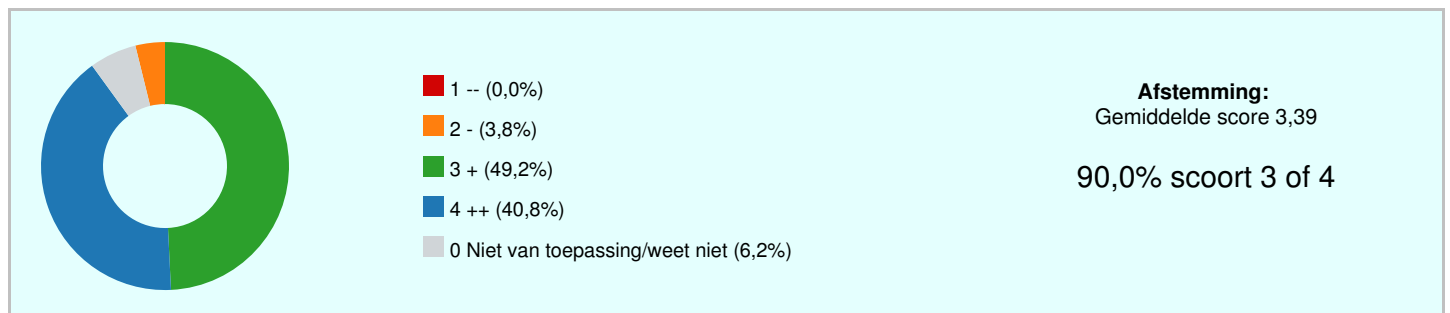 1 -- (0,0%)
2 - (3,8%)
3 + (49,2%)
4 ++ (40,8%)
0 Niet van toepassing/weet niet (6,2%)
Afstemming:
Gemiddelde score 3,39
90,0% scoort 3 of 4